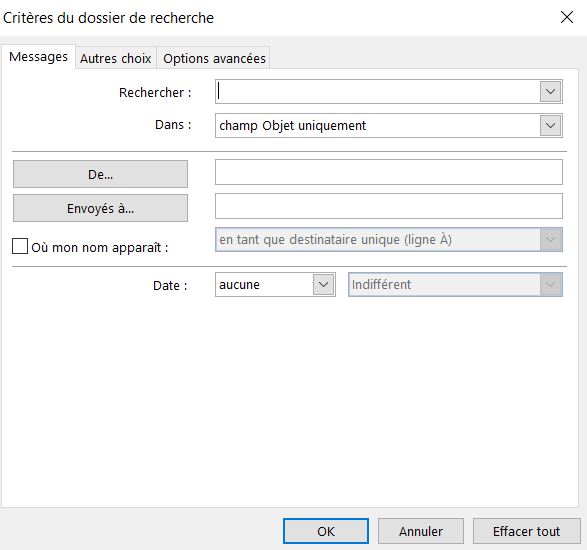 Critères du dossier de recherche
Messages Autres choix Options avancées
Rechercher :
Dans : champ Objet uniquement
De...
Envoyés à...
Où mon nom apparaît : en tant que destinataire unique (ligne À)
Date : aucune Indifférent
OK Annuler Effacer tout